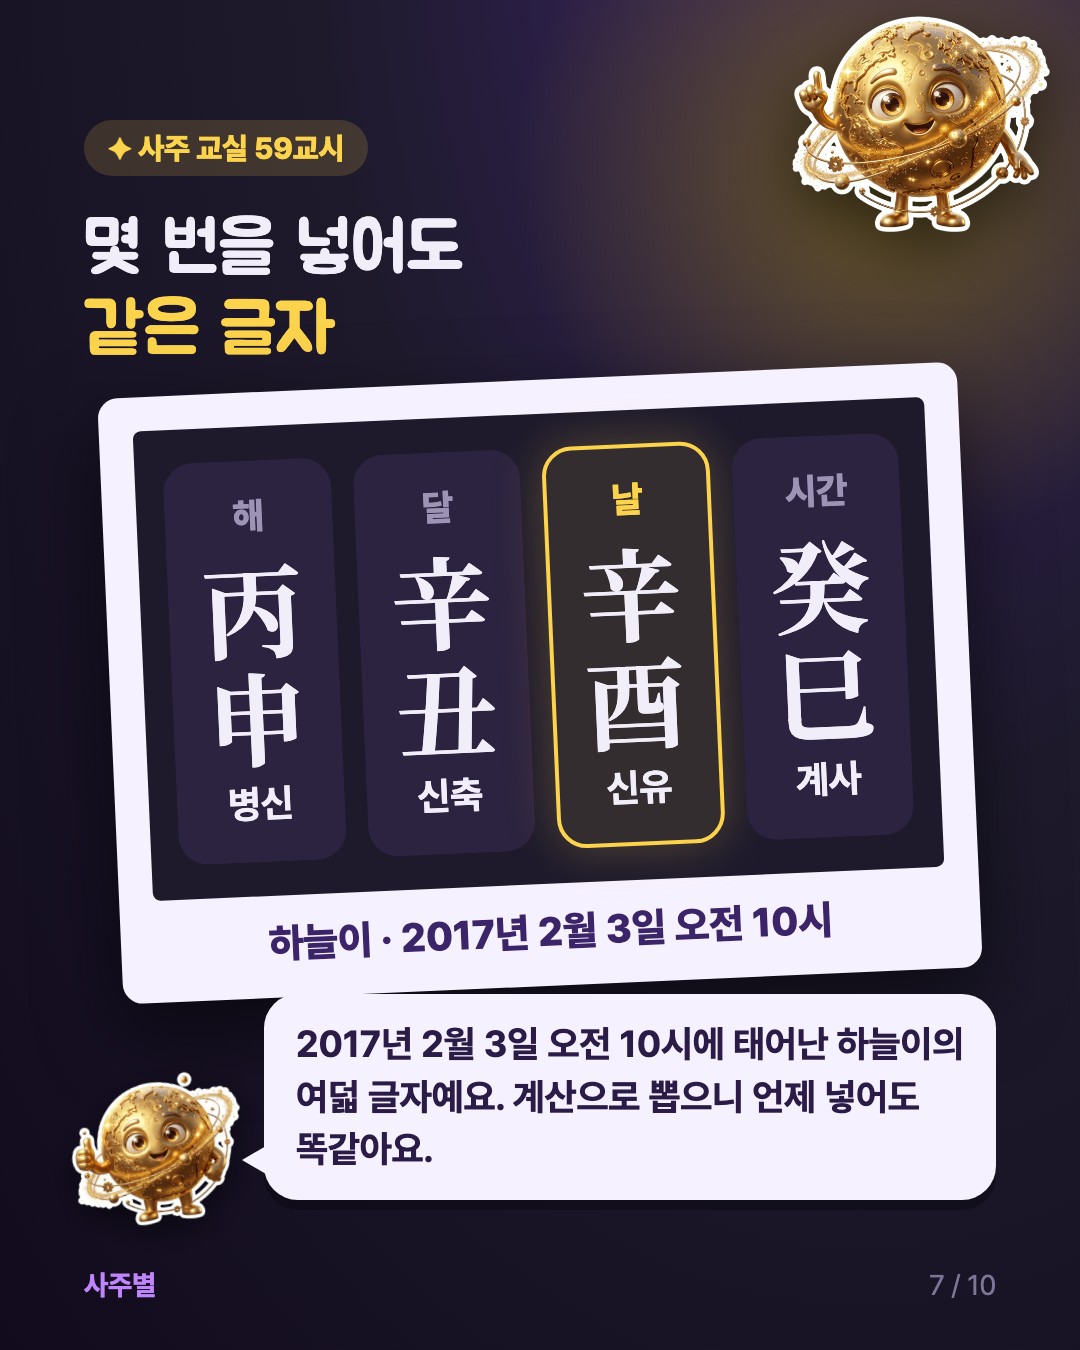 ✦ 사주 교실 59교시
몇 번을 넣어도
같은 글자
해
丙
申
병신
달
辛
丑
신축
날
辛
酉
신유
시간
癸
巳
계사
하늘이 · 2017년 2월 3일 오전 10시
2017년 2월 3일 오전 10시에 태어난 하늘이의
여덟 글자예요. 계산으로 뽑으니 언제 넣어도
똑같아요.
사주별
7 / 10